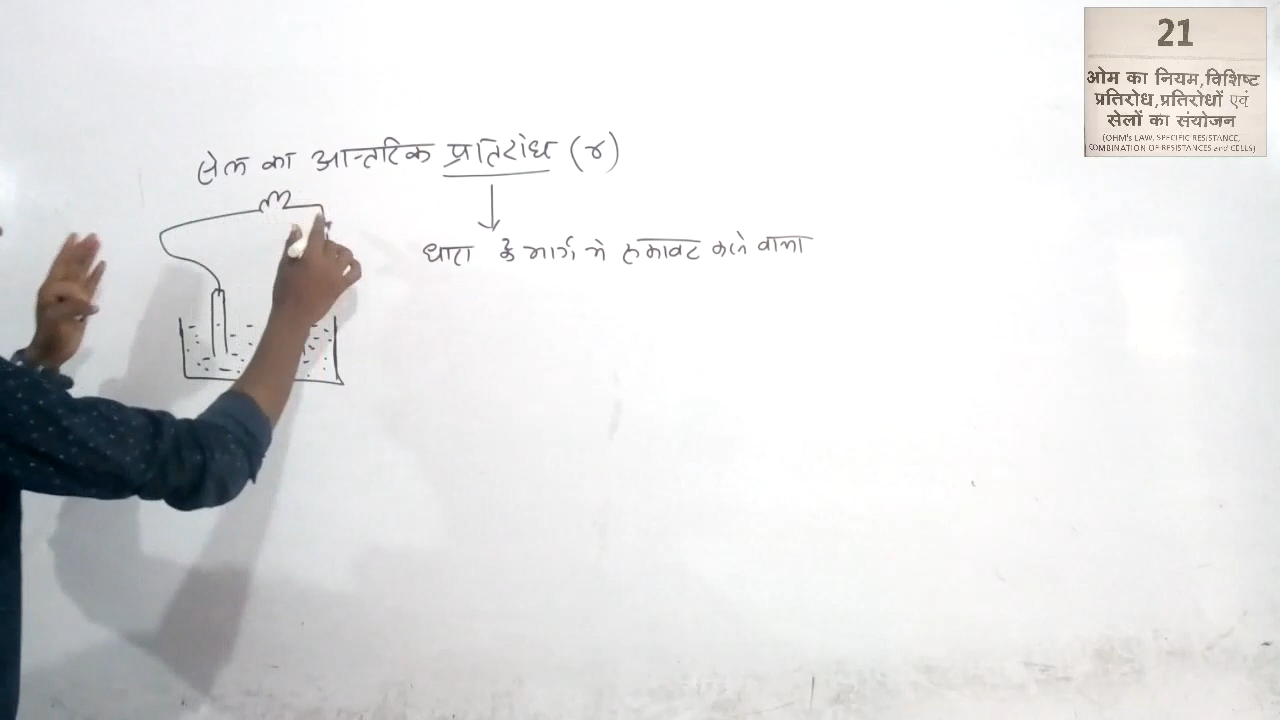 21
ओम का नियम,विशिष्ट
प्रतिरोध,प्रतिरोधों एवं
सेलों का संयोजन
(OHM's LAW, SPECIFIC RESISTANCE,
COMBINATION OF RESISTANCES and CELLS)
सेल का आन्तरिक प्रतिरोध (r)
धारा के मार्ग मे रुकावट करने वाला